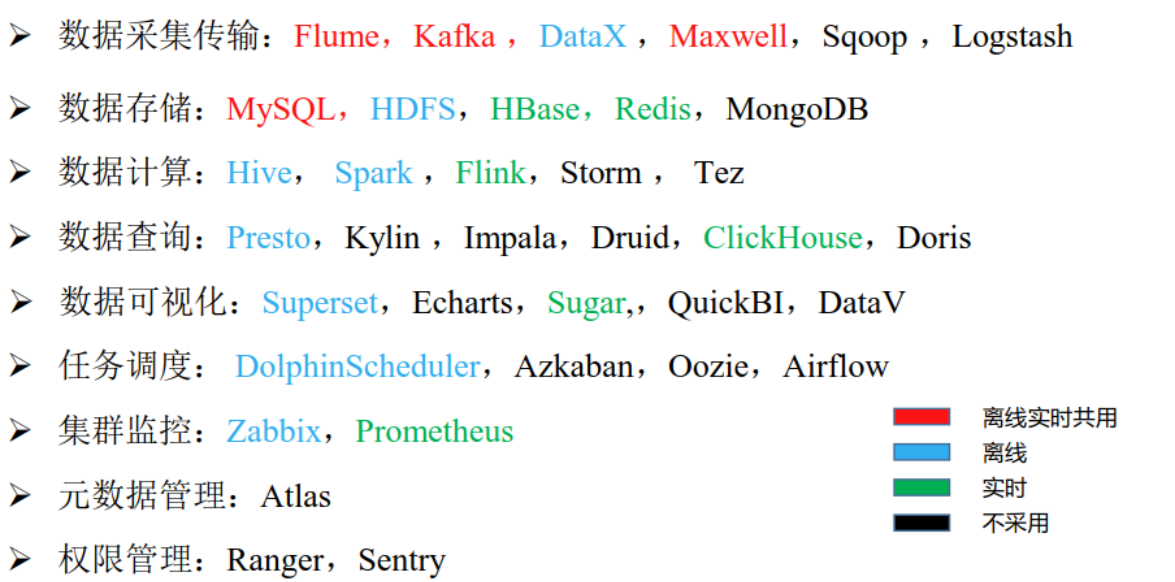 ➢ 数据采集传输：Flume，Kafka ，DataX ，Maxwell，Sqoop ，Logstash
➢ 数据存储：MySQL，HDFS，HBase，Redis，MongoDB
➢ 数据计算：Hive， Spark ，Flink，Storm ， Tez
➢ 数据查询：Presto，Kylin ，Impala，Druid，ClickHouse，Doris
➢ 数据可视化：Superset，Echarts，Sugar,，QuickBI，DataV
➢ 任务调度： DolphinScheduler，Azkaban，Oozie，Airflow
➢ 集群监控：Zabbix，Prometheus
➢ 元数据管理：Atlas
➢ 权限管理：Ranger，Sentry
离线实时共用
离线
实时
不采用